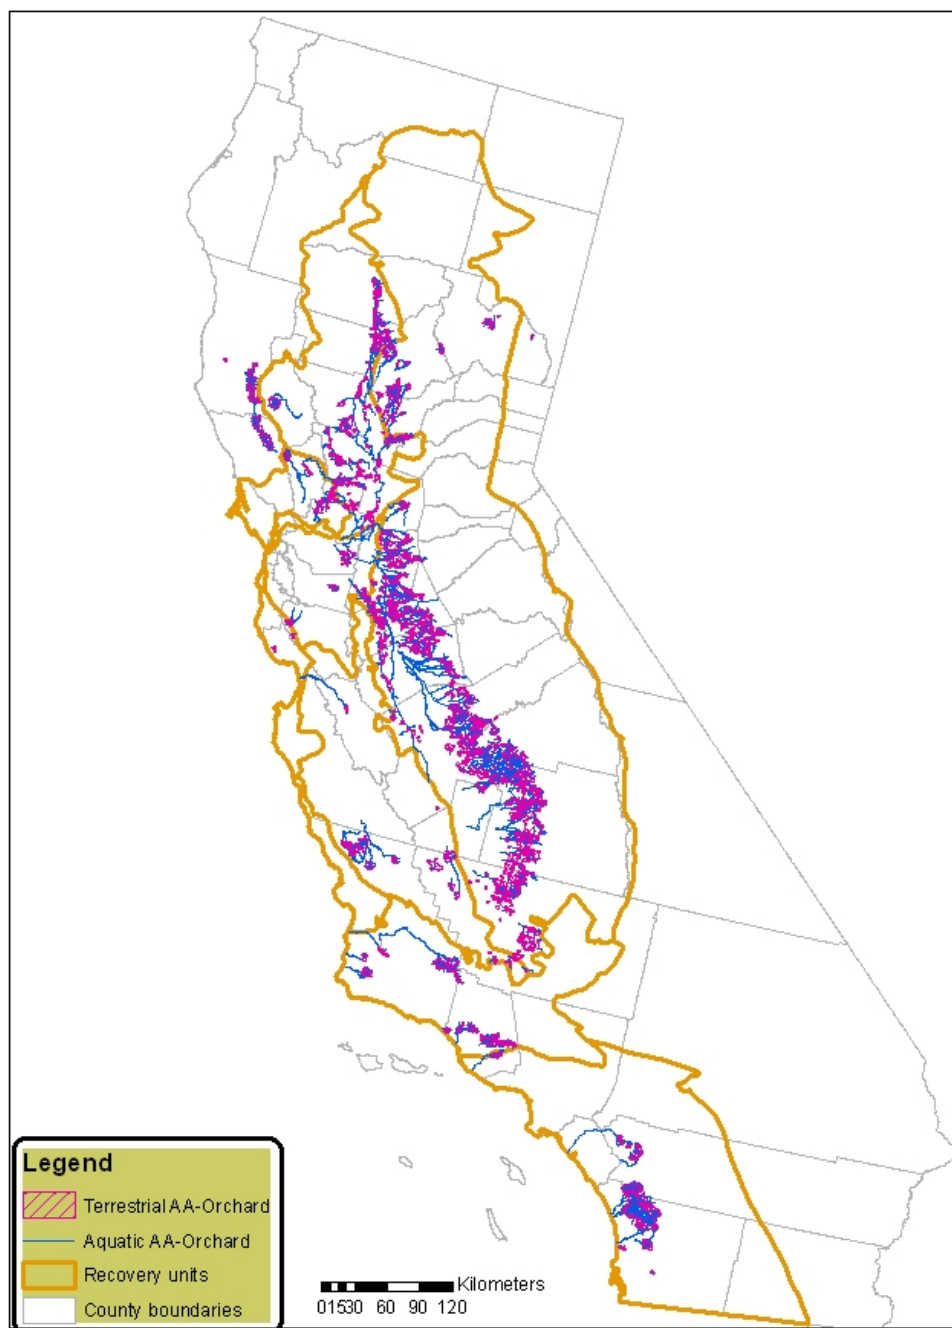 Legend
Terrestrial AA-Orchard
Aquatic AA-Orchard
Recovery units
County boundaries
Kilometers
01530 60 90 120